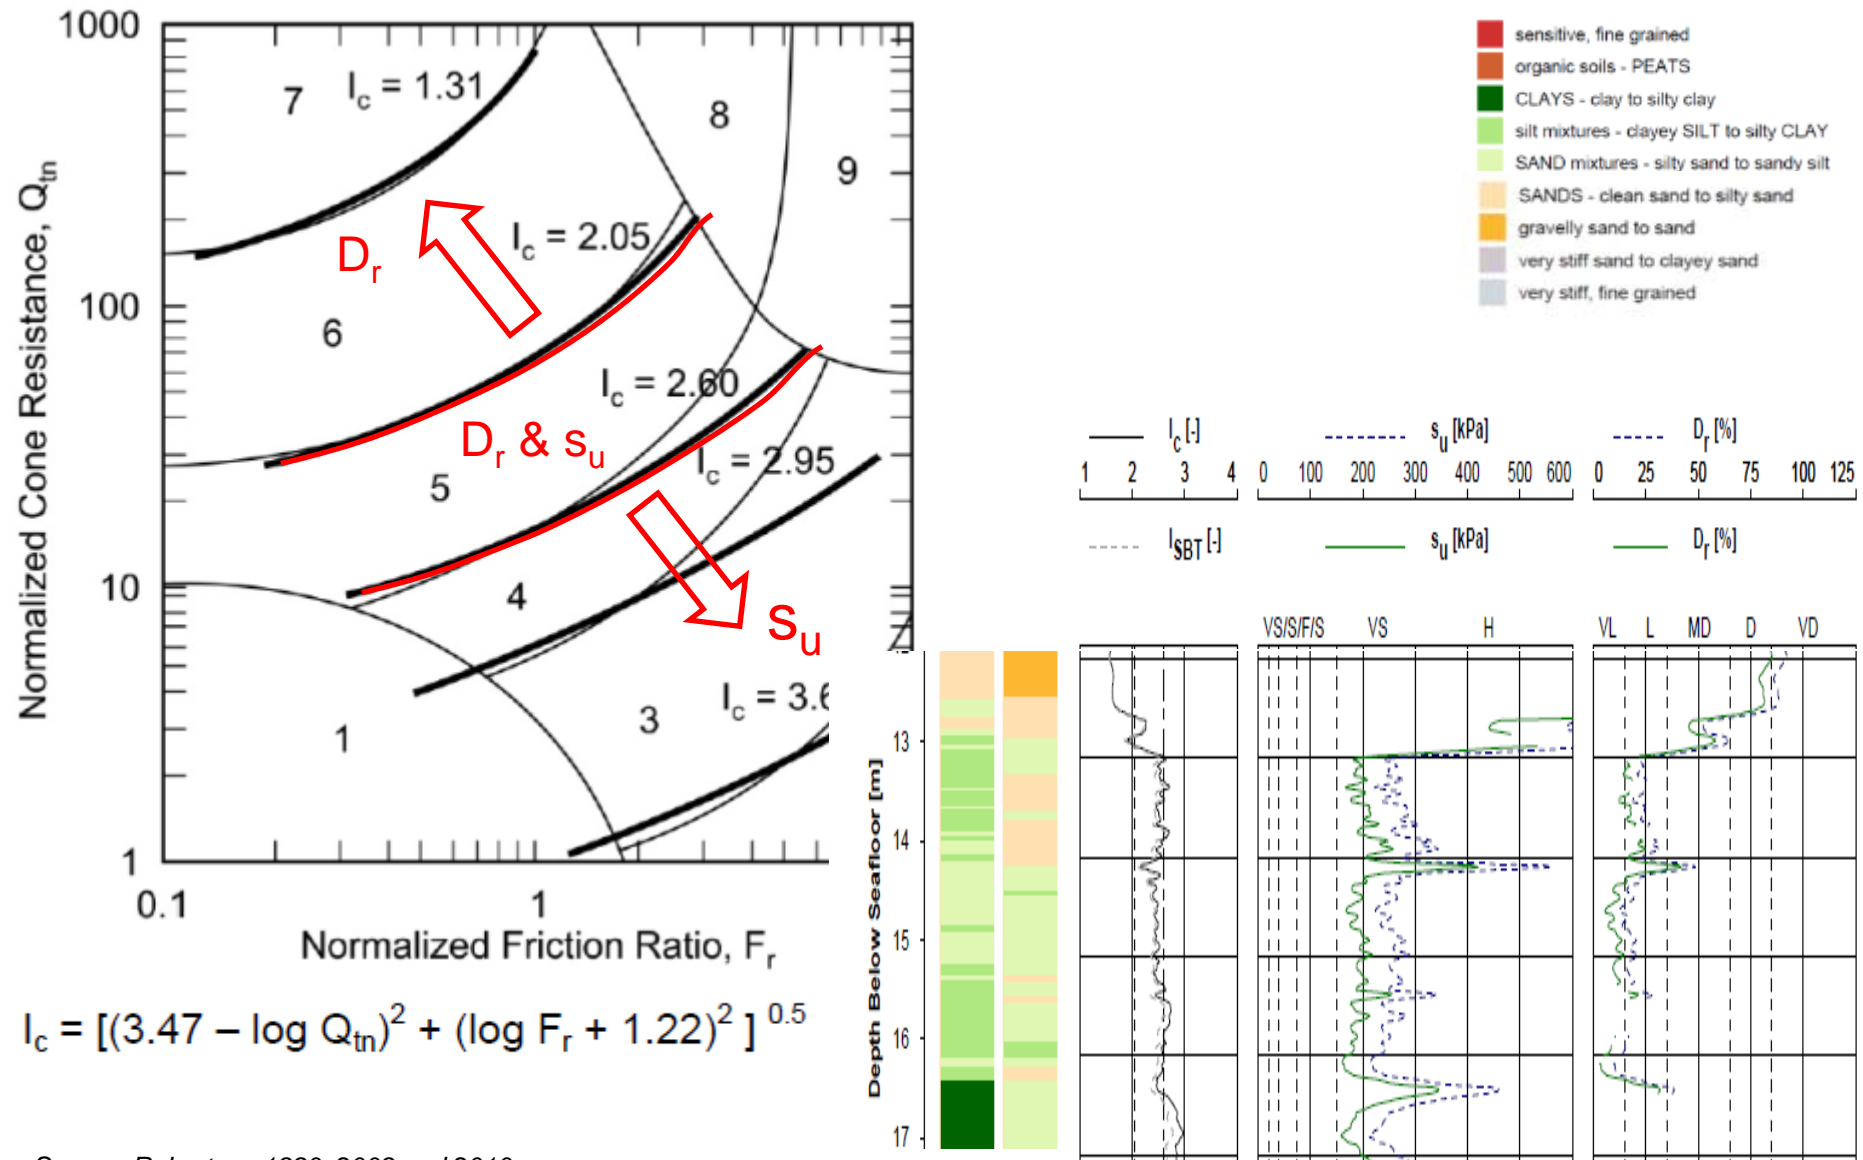 1000
100
10
1
0.1
1
Normalized Cone Resistance, Qtn
Normalized Friction Ratio, Fr
7
Ic = 1.31
8
9
Dr
Ic = 2.05
6
Ic = 2.60
Dr & su
Ic = 2.95
5
4
su
Ic = 3.6
3
1
Ic = [(3.47 – log Qtn)2 + (log Fr + 1.22)2 ] 0.5
sensitive, fine grained
organic soils - PEATS
CLAYS - clay to silty clay
silt mixtures - clayey SILT to silty CLAY
SAND mixtures - silty sand to sandy silt
SANDS - clean sand to silty sand
gravelly sand to sand
very stiff sand to clayey sand
very stiff, fine grained
Ic [-]
su [kPa]
Dr [%]
1 2 3 4
0 100 200 300 400 500 600
0 25 50 75 100 125
ISBT [-]
su [kPa]
Dr [%]
VS/S/F/S VS H
VL L MD D VD
Depth Below Seafloor [m]
13
14
15
16
17